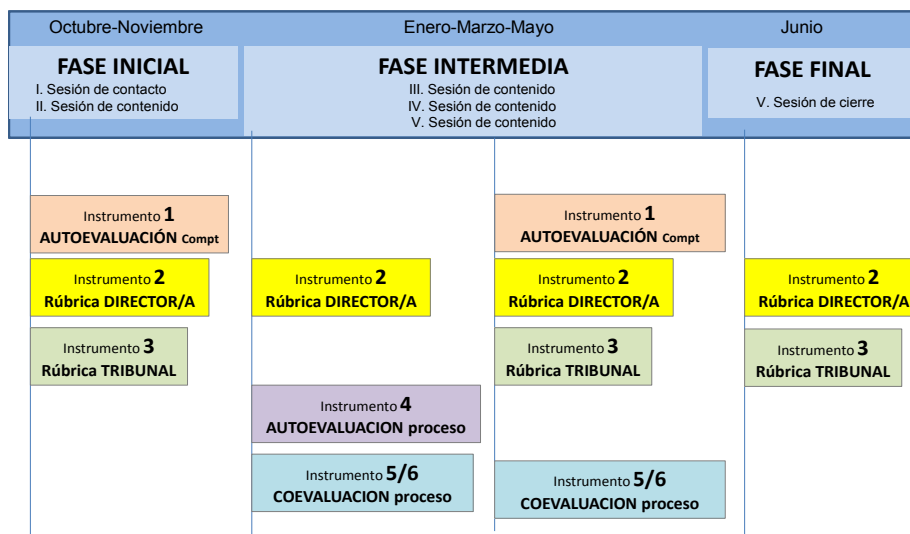 Octubre-Noviembre
Enero-Marzo-Mayo
Junio
FASE INICIAL
I. Sesión de contacto
II. Sesión de contenido
FASE INTERMEDIA
III. Sesión de contenido
IV. Sesión de contenido
V. Sesión de contenido
FASE FINAL
V. Sesión de cierre
Instrumento 1
AUTOEVALUACIÓN Compt
Instrumento 1
AUTOEVALUACIÓN Compt
Instrumento 2
Rúbrica DIRECTOR/A
Instrumento 2
Rúbrica DIRECTOR/A
Instrumento 2
Rúbrica DIRECTOR/A
Instrumento 2
Rúbrica DIRECTOR/A
Instrumento 3
Rúbrica TRIBUNAL
Instrumento 3
Rúbrica TRIBUNAL
Instrumento 3
Rúbrica TRIBUNAL
Instrumento 4
AUTOEVALUACION proceso
Instrumento 5/6
COEVALUACION proceso
Instrumento 5/6
COEVALUACION proceso